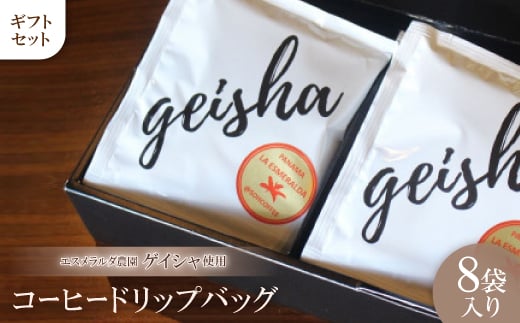 ギフト
セット
geisha
PANAMA
LA ESMERALDA
geisha
エスメラルダ農園 ゲイシャ使用
コーヒードリップバッグ
8袋
入り